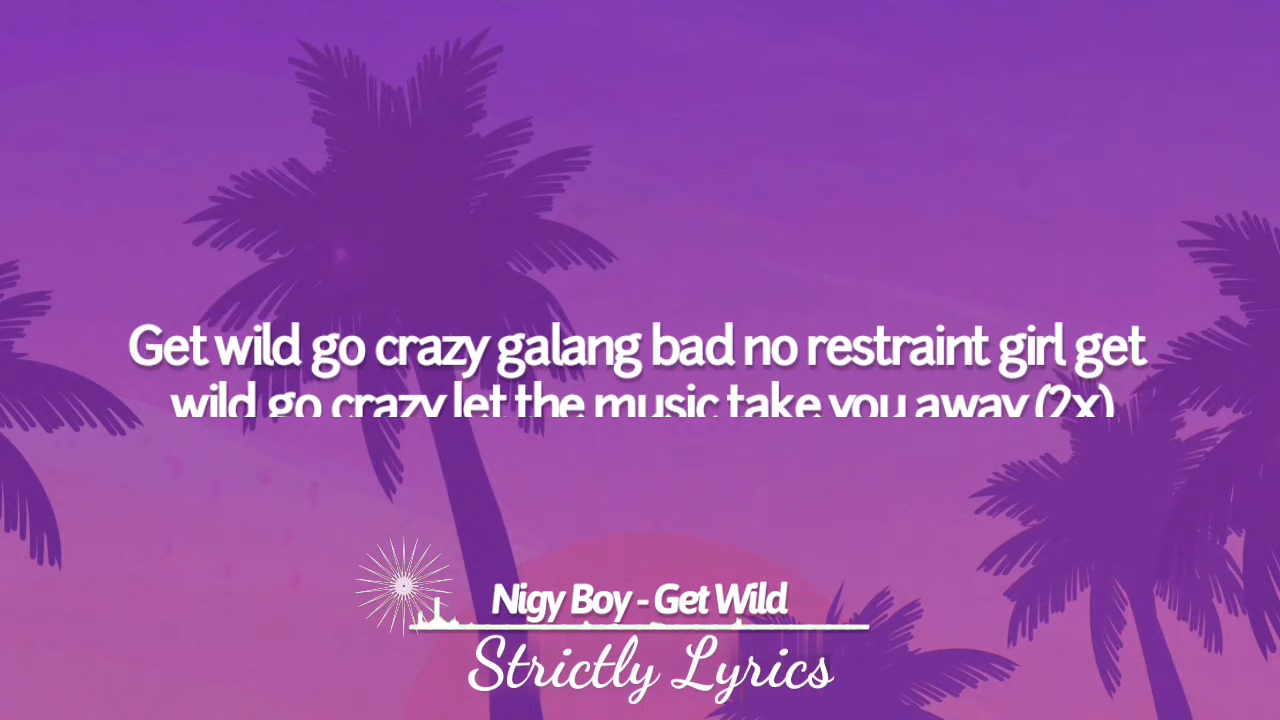 Get wild go crazy galang bad no restraint girl get
wild go crazy let the music take you away (2x)
Nigy Boy - Get Wild
Strictly Lyrics